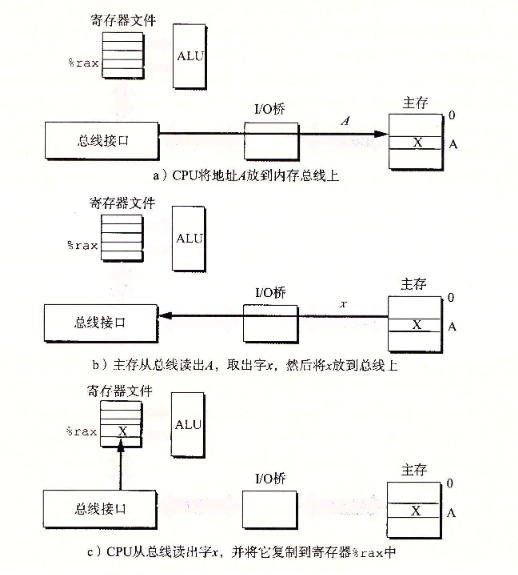 寄存器文件
%rax
ALU
I/O桥
主存
0
总线接口
A
X
A
a）CPU将地址A放到内存总线上
寄存器文件
%rax
ALU
I/O桥
主存
0
总线接口
x
X
A
b）主存从总线读出A，取出字x，然后将x放到总线上
寄存器文件
%rax
X
ALU
I/O桥
主存
0
总线接口
X
A
c）CPU从总线读出字x，并将它复制到寄存器%rax中